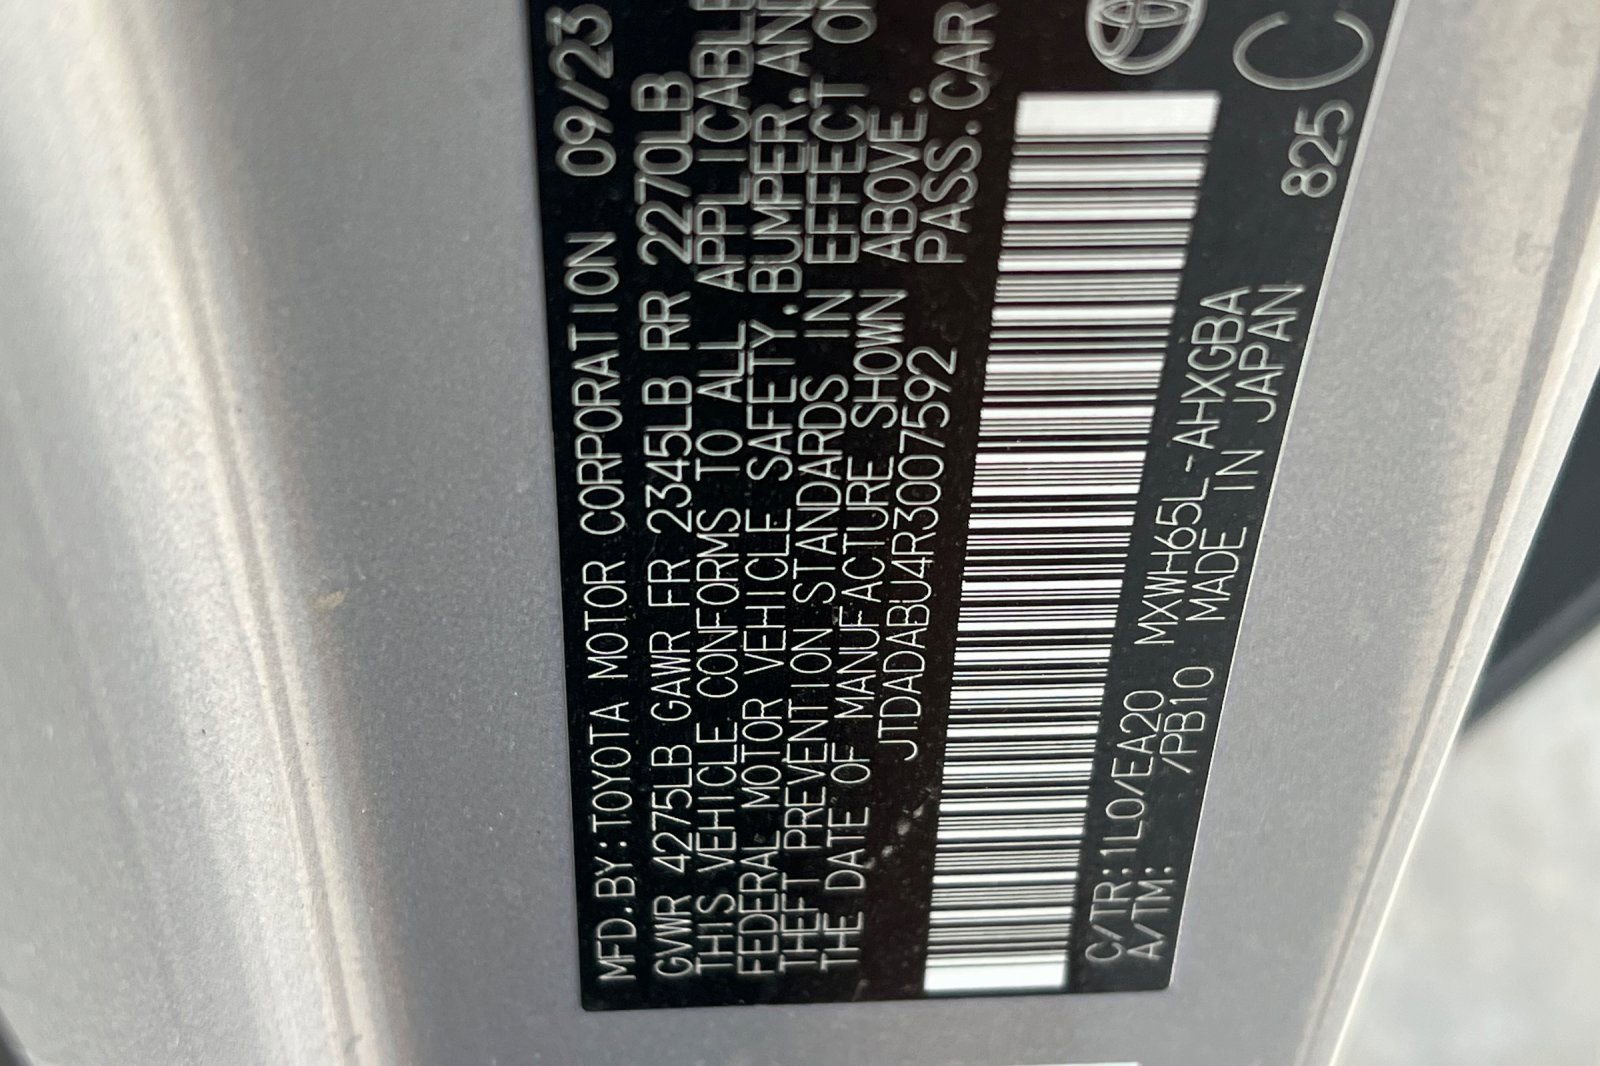 MFD.BY:TOYOTA MOTOR CORPORATION 09/23
GVWR 4275LB GAWR FR 2345LB RR 2270LB
THIS VEHICLE CONFORMS TO ALL APPLICABLE
FEDERAL MOTOR VEHICLE SAFETY.BUMPER.AND
THEFT PREVENTION STANDARDS IN EFFECT ON
THE DATE OF MANUFACTURE SHOWN ABOVE.
JTDADABU4R3007592 PASS.CAR
C/TR:1L0/EA20 MXWH65L-AHXGBA 825 C
A/TM: /PB10 MADE IN JAPAN